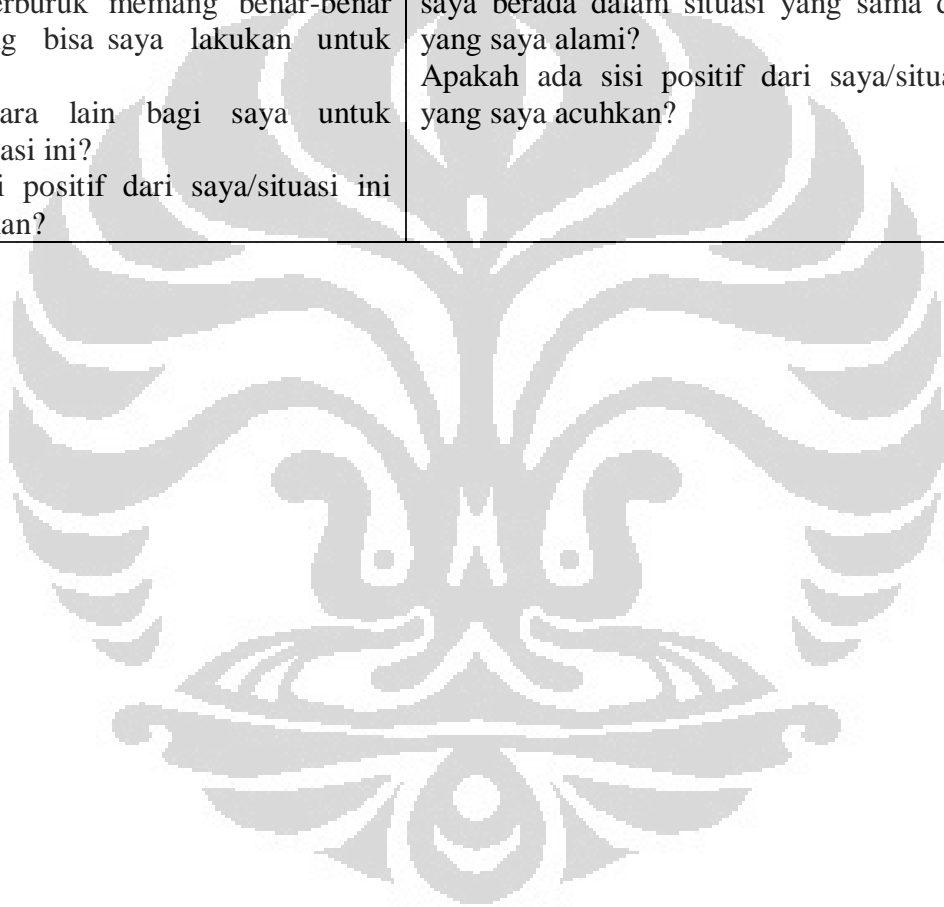 erburuk memang benar-benar
g bisa saya lakukan untuk
ara lain bagi saya untuk
asi ini?
i positif dari saya/situasi ini
an?
saya berada dalam situasi yang sama d
yang saya alami?
Apakah ada sisi positif dari saya/situa
yang saya acuhkan?